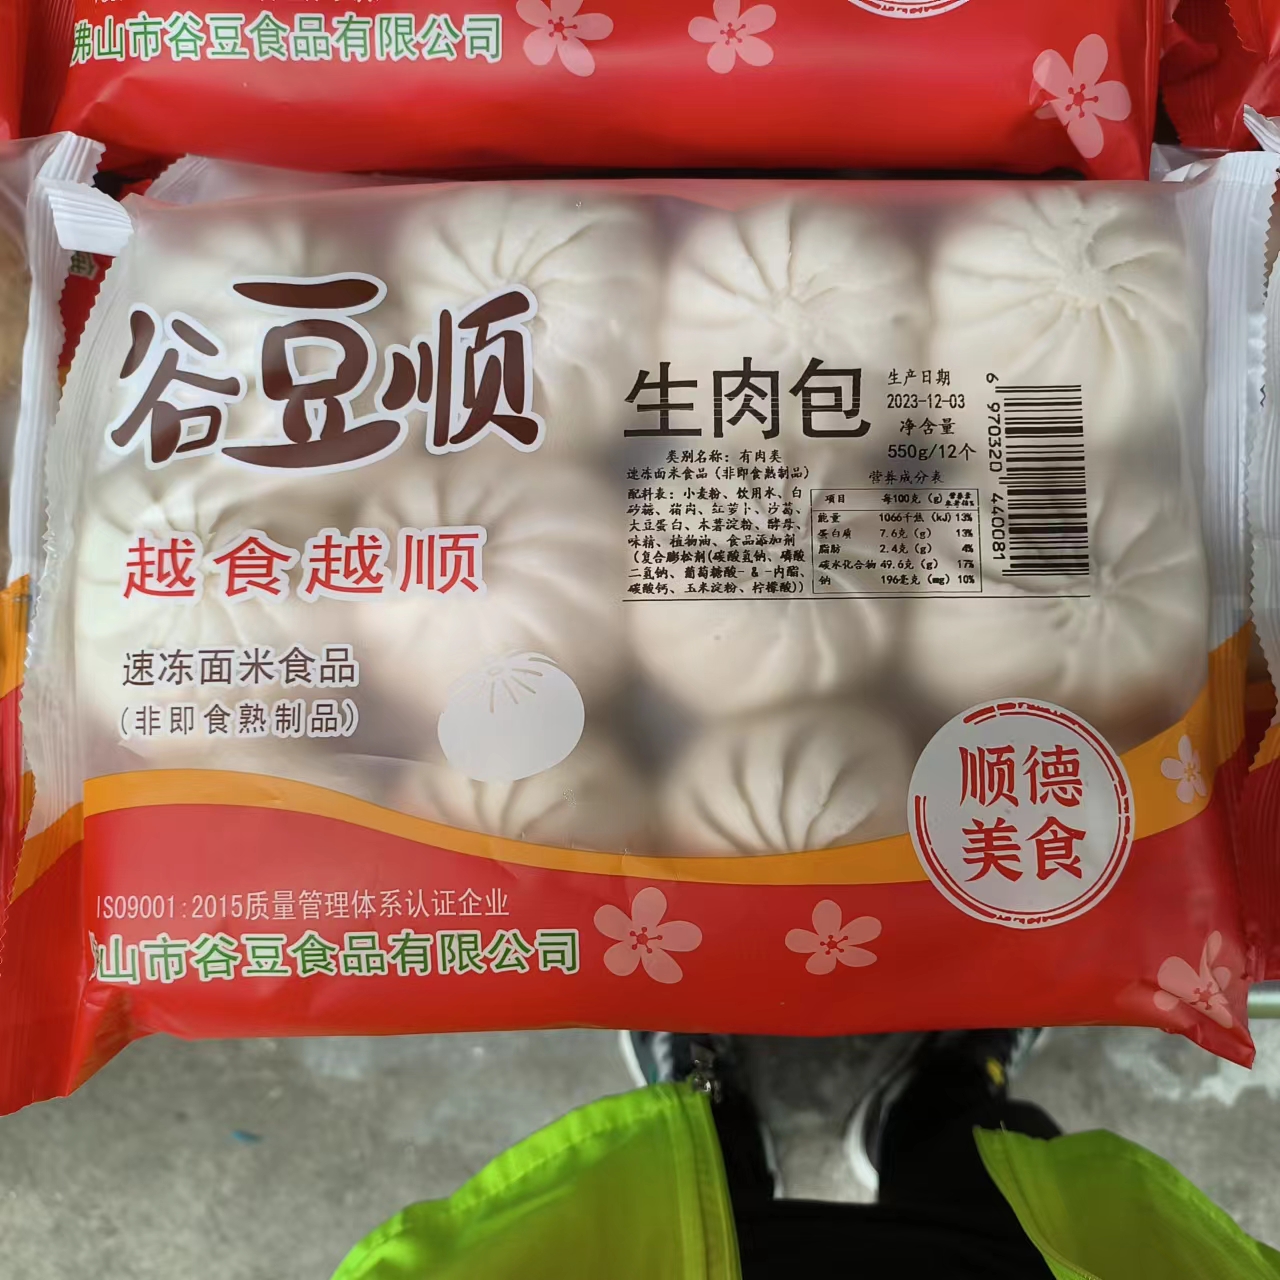 佛山市谷豆食品有限公司
谷豆顺
越食越顺
速冻面米食品
(非即食熟制品)
生肉包
生产日期
2023-12-03
净含量
550g/12个
类别名称：有肉类
速冻面米食品（非即食熟制品）
配料表：小麦粉、饮用水、白
砂糖、猪肉、红萝卜、沙葛、
大豆蛋白、木薯淀粉、酵母、
味精、植物油、食品添加剂
（复合膨松剂(碳酸氢钠、磷酸
二氢钠、葡萄糖酸-&-内酯、
碳酸钙、玉米淀粉、柠檬酸)）
营养成分表
项目 每100克（g）
能量 1066千焦（kJ）13%
蛋白质 7.6克（g） 13%
脂肪 2.4克（g） 4%
碳水化合物 49.6克（g） 17%
钠 196毫克（mg）10%
6 970320 440081
顺德
美食
ISO9001:2015质量管理体系认证企业
山市谷豆食品有限公司